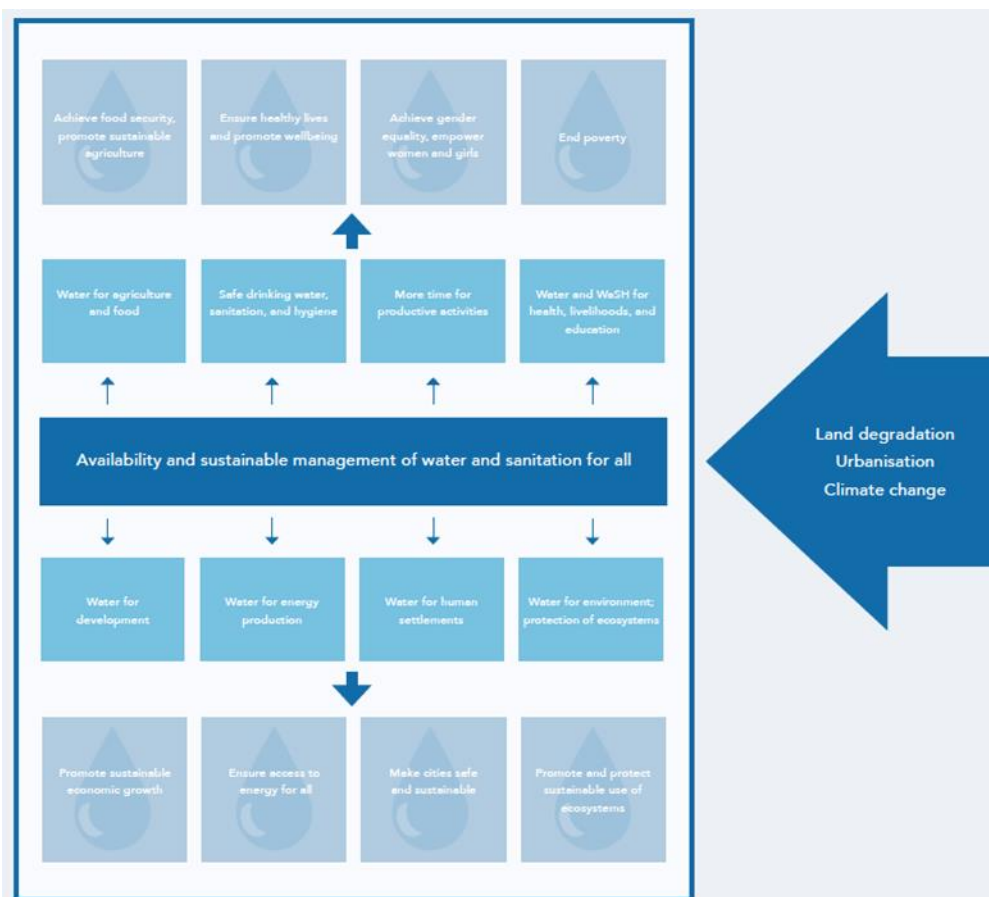 Achieve food security,
promote sustainable
agriculture
Ensure healthy lives
and promote wellbeing
Achieve gender
equality, empower
women and girls
End poverty
Water for agriculture
and food
Safe drinking water,
sanitation, and hygiene
More time for
productive activities
Water and WaSH for
health, livelihoods, and
education
Availability and sustainable management of water and sanitation for all
Land degradation
Urbanisation
Climate change
Water for
development
Water for energy
production
Water for human
settlements
Water for environment;
protection of ecosystems
Promote sustainable
economic growth
Ensure access to
energy for all
Make cities safe
and sustainable
Promote and protect
sustainable use of
ecosystems